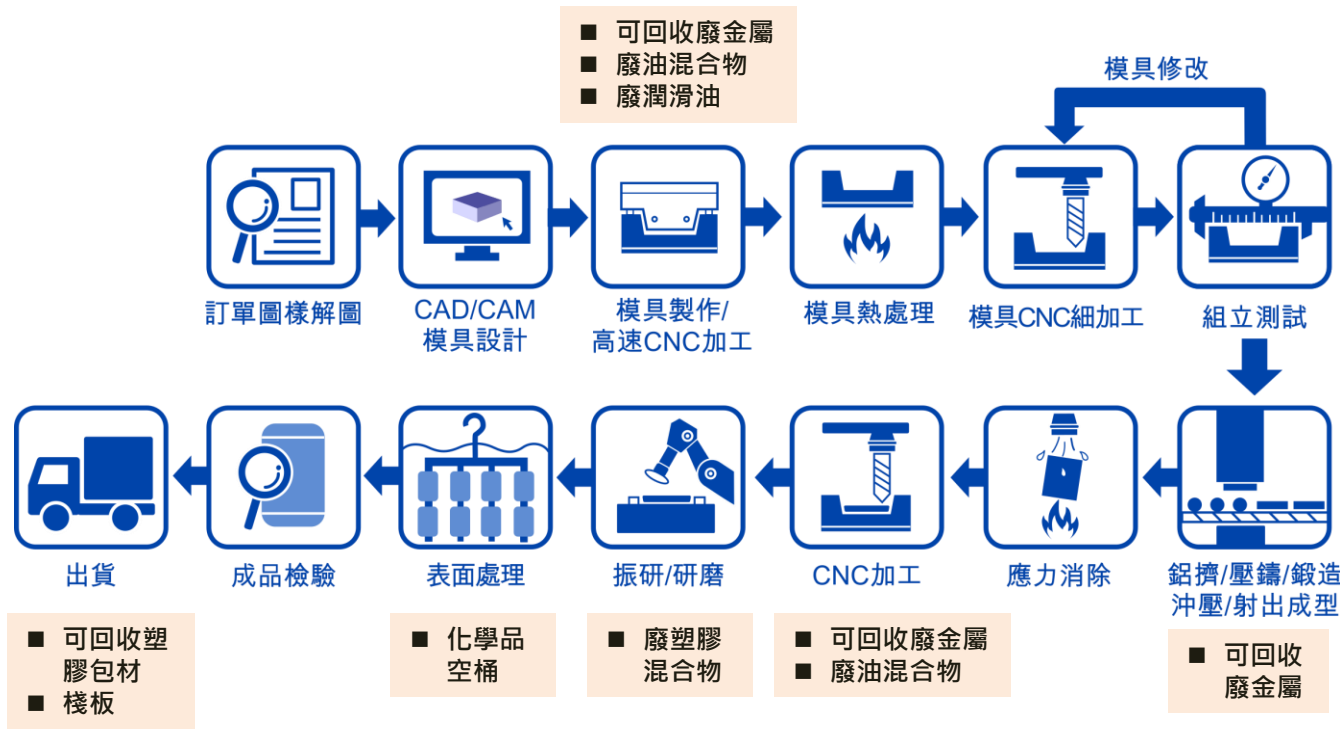 ■ 可回收廢金屬
■ 廢油混合物
■ 廢潤滑油
模具修改
訂單圖樣解圖
CAD/CAM
模具設計
模具製作/
高速CNC加工
模具熱處理
模具CNC細加工
組立測試
出貨
成品檢驗
表面處理
振研/研磨
CNC加工
應力消除
鋁擠/壓鑄/鍛造
沖壓/射出成型
■ 可回收塑
膠包材
■ 棧板
■ 化學品
空桶
■ 廢塑膠
混合物
■ 可回收廢金屬
■ 廢油混合物
■ 可回收
廢金屬